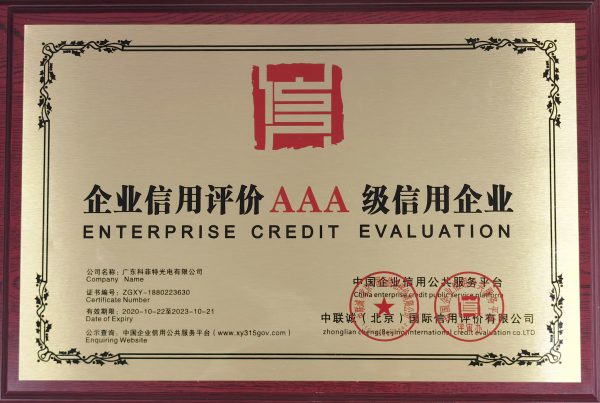 信
企业信用评价AAA级信用企业
ENTERPRISE CREDIT EVALUATION
公司名称：广东科菲特光电有限公司
Company Name
证书编号：ZGXY-1880223630
Certificate Number
有效期限：2020-10-22至2023-10-21
Date of Expiry
公示查询：中国企业信用公共服务平台（www.xy315gov.com）
Enquiring Website
中国企业信用公共服务平台
China enterprise credit public service platform
中联诚（北京）国际信用评价有限公司
zhonglian cheng(Beijing)international credit evaluation co.LTD